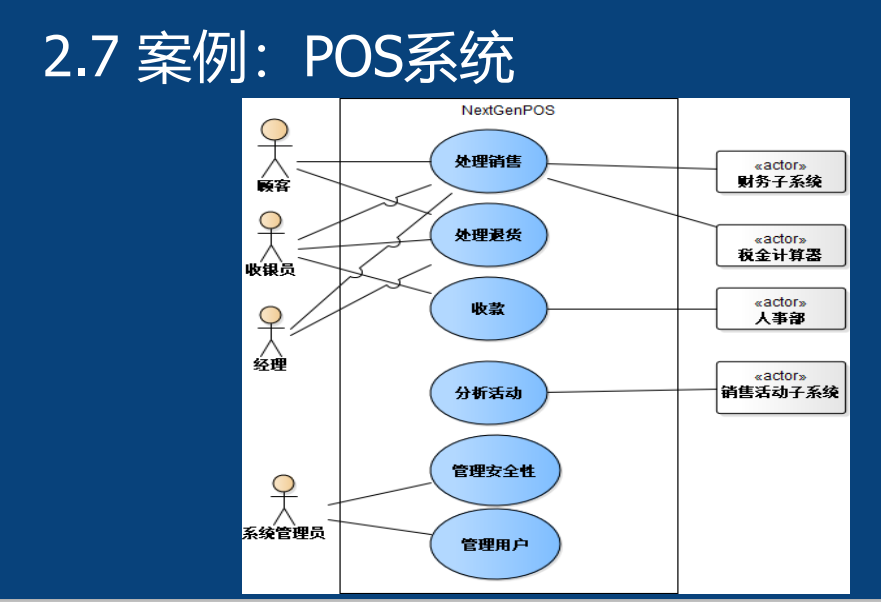 2.7 案例：POS系统
NextGenPOS
顾客
收银员
经理
系统管理员
处理销售
处理退货
收款
分析活动
管理安全性
管理用户
«actor»
财务子系统
«actor»
税金计算器
«actor»
人事部
«actor»
销售活动子系统